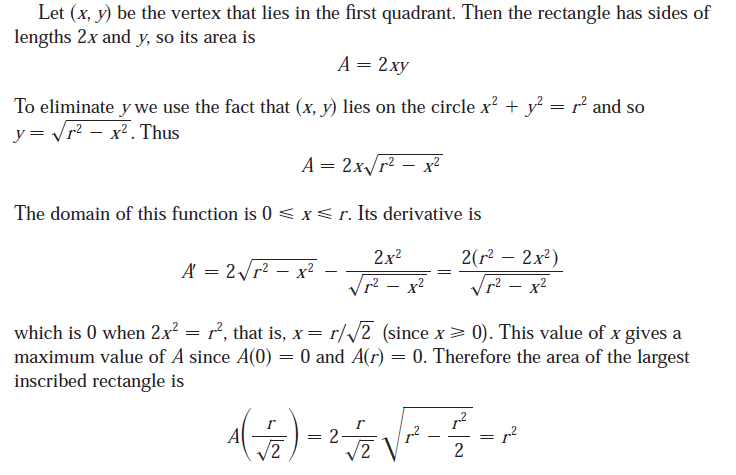 Let (x, y) be the vertex that lies in the first quadrant. Then the rectangle has sides of
lengths 2x and y, so its area is
A = 2xy
To eliminate y we use the fact that (x, y) lies on the circle x² + y² = r² and so
y = √(r² − x²). Thus
A = 2x√(r² − x²)
The domain of this function is 0 ≤ x ≤ r. Its derivative is
A′ = 2√(r² − x²) − 2x²/√(r² − x²) = 2(r² − 2x²)/√(r² − x²)
which is 0 when 2x² = r², that is, x = r/√2 (since x ≥ 0). This value of x gives a
maximum value of A since A(0) = 0 and A(r) = 0. Therefore the area of the largest
inscribed rectangle is
A(r/√2) = 2 r/√2 √(r² − r²/2) = r²